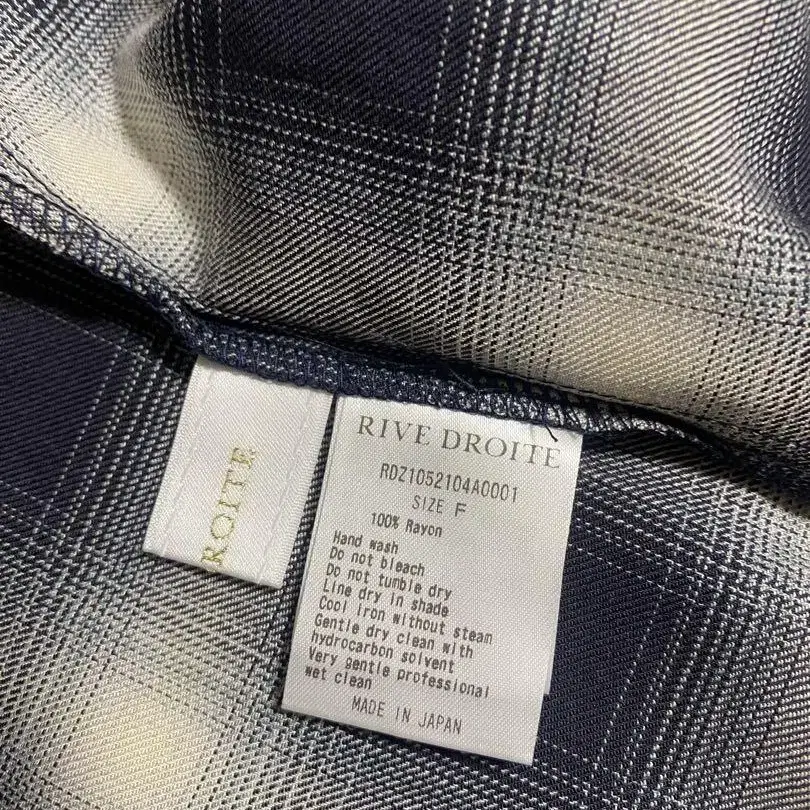 ROITE
RIVE DROITE
RDZ1052104A0001
SIZE F
100% Rayon
Hand wash
Do not bleach
Do not tumble dry
Line dry in shade
Cool iron without steam
Gentle dry clean with
hydrocarbon solvent
Very gentle professional
wet clean
MADE IN JAPAN